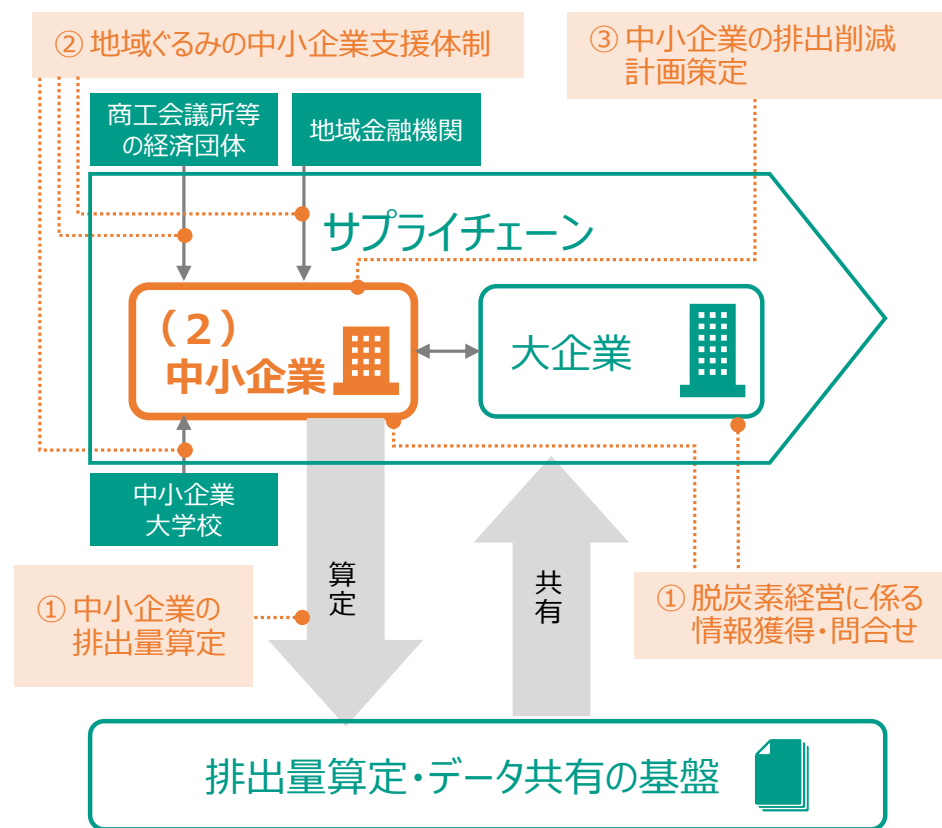 ② 地域ぐるみの中小企業支援体制
③ 中小企業の排出削減
計画策定
商工会議所等
の経済団体
地域金融機関
サプライチェーン
（２）
中小企業
大企業
中小企業
大学校
算定
共有
① 中小企業の
排出量算定
① 脱炭素経営に係る
情報獲得・問合せ
排出量算定・データ共有の基盤